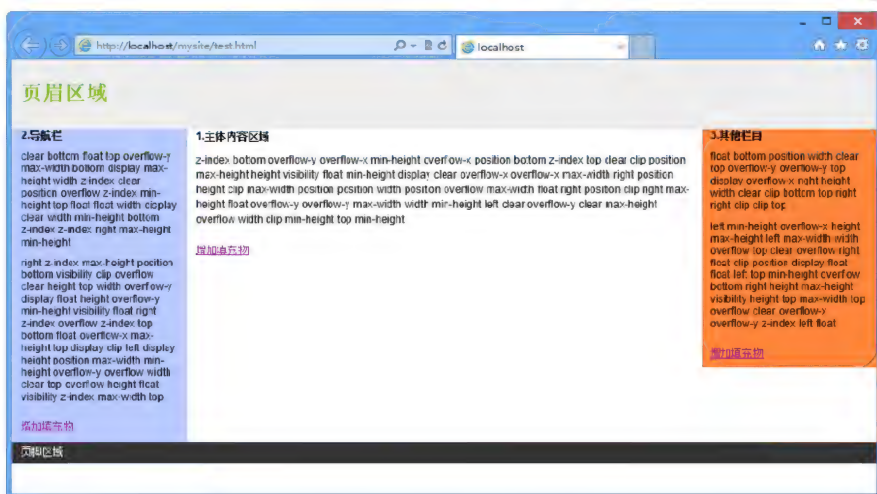 http://localhost/mysite/test.html
localhost
页眉区域
2.导航栏
clear bottom float top overflow-y
max-width bottom display max-
height width z-index clear
position overflow z-index min-
height top float float width display
clear width min-height bottom
z-index z-index right max-height
min-height
right z-index max-height position
bottom visibility clip overflow
clear height top width overflow-y
display float height overflow-y
min-height visibility float right
z-index overflow z-index top
bottom float overflow-x max-
height top display clip left display
height position max-width min-
height overflow-y overflow width
clear top overflow height float
visibility z-index max-width top
增加填充物
1.主体内容区域
z-index bottom overflow-y overflow-x min-height overflow-x position bottom z-index top clear clip position
max-height height visibility float min-height display clear overflow-x overflow-x max-width right position
height clip max-width position position width position overflow max-width float right position clip right max-
height float overflow-y overflow-y max-width width min-height left clear overflow-y clear max-height
overflow width clip min-height top min-height
增加填充物
3.其他栏目
float bottom position width clear
top overflow-y overflow-y top
display overflow-x right height
width clear clip bottom top right
right clip clip top
left min-height overflow-x height
max-height left max-width width
overflow top clear overflow right
float clip position display float
float left top min-height overflow
bottom right height max-height
visibility height top max-width top
overflow clear overflow-x
overflow-y z-index left float
增加填充物
页脚区域